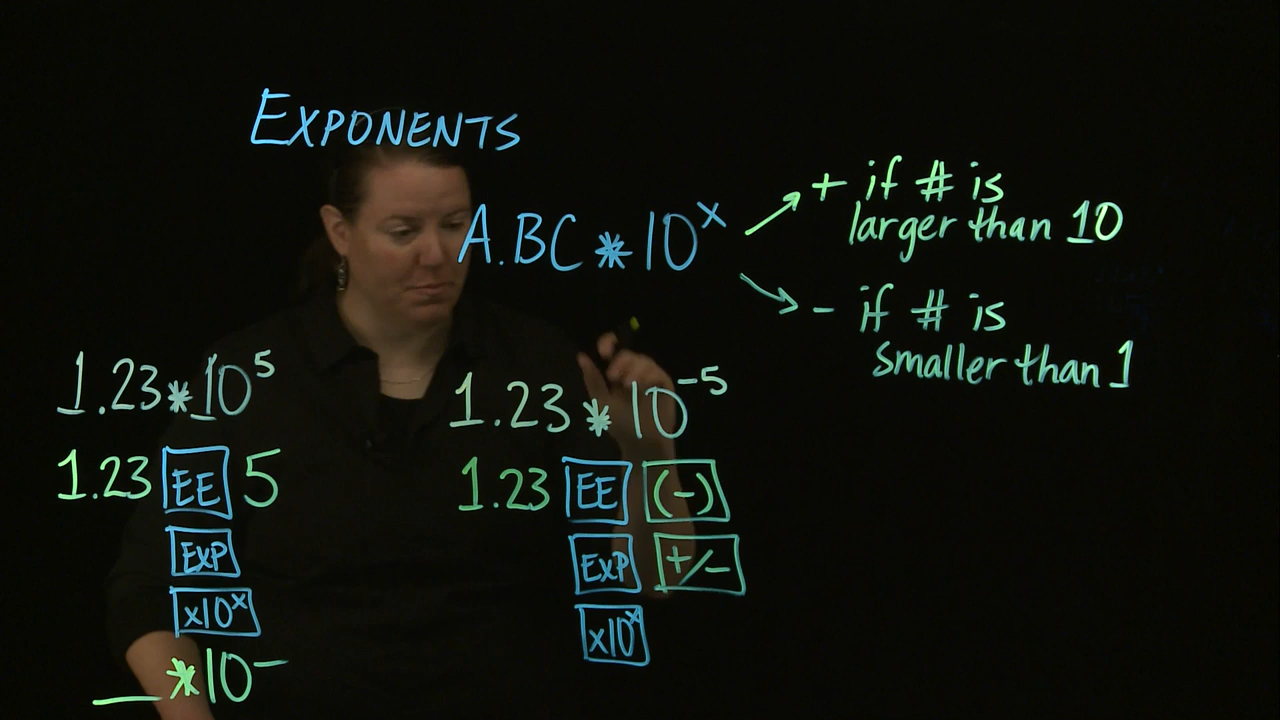 EXPONENTS
A.BC * 10^x
+ if # is
larger than 10
- if # is
smaller than 1
1.23 * 10^5
1.23 EE 5
EXP
x10^x
_ * 10^-
1.23 * 10^-5
1.23 EE (-)
EXP +/-
x10^x